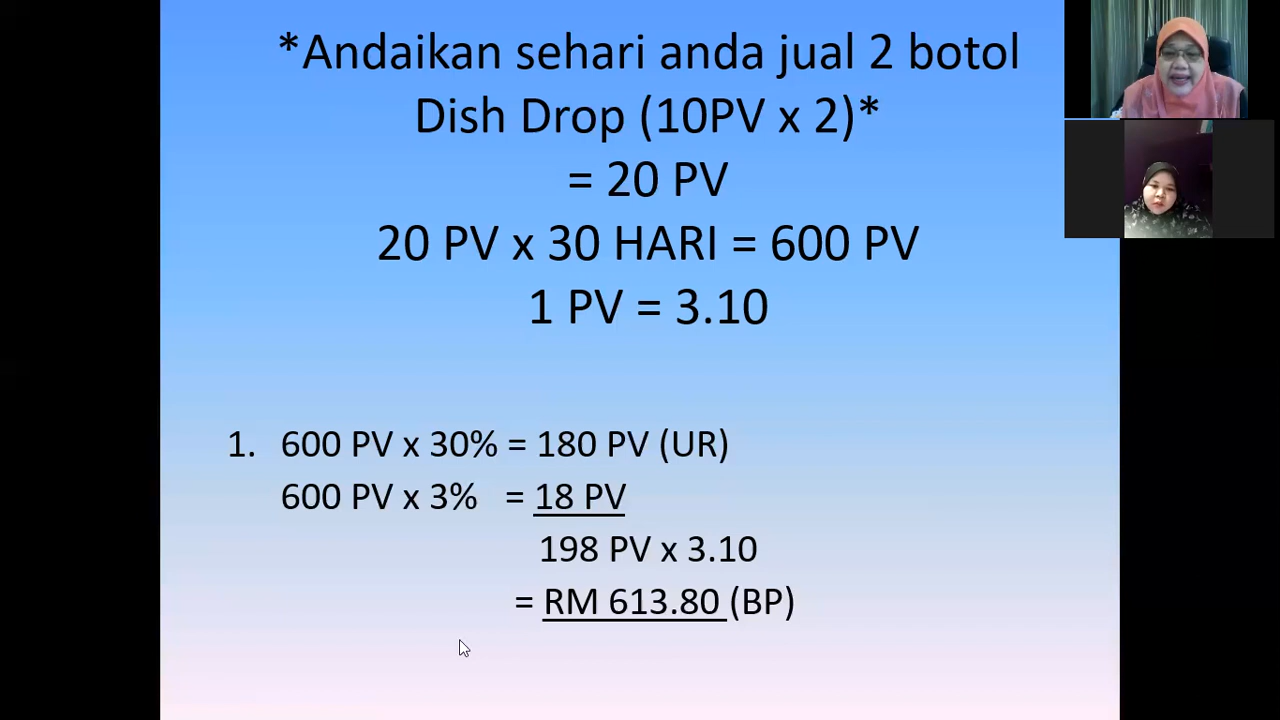 *Andaikan sehari anda jual 2 botol
Dish Drop (10PV x 2)*
= 20 PV
20 PV x 30 HARI = 600 PV
1 PV = 3.10
1. 600 PV x 30% = 180 PV (UR)
600 PV x 3% = 18 PV
198 PV x 3.10
= RM 613.80 (BP)